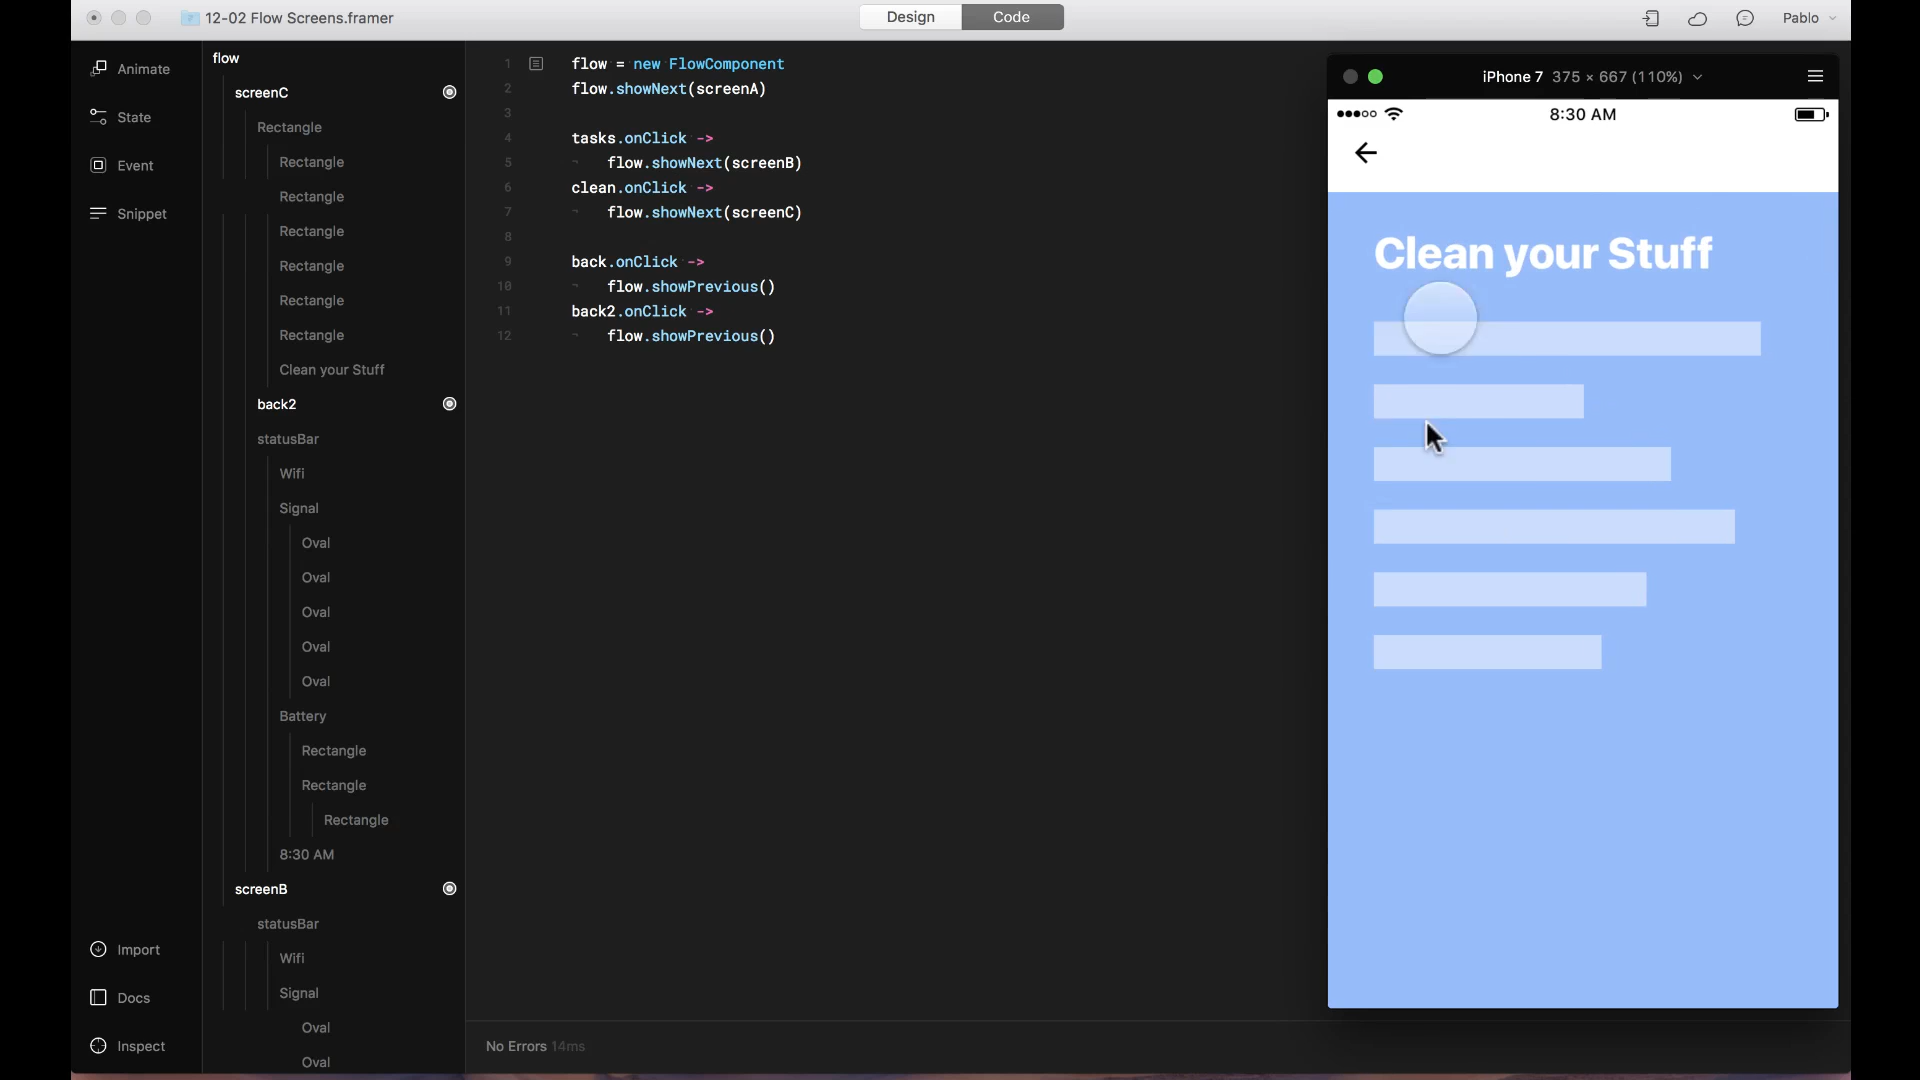 12-02 Flow Screens.framer
Design
Code
Pablo
Animate
State
Event
Snippet
Import
Docs
Inspect
flow
screenC
Rectangle
Rectangle
Rectangle
Rectangle
Rectangle
Rectangle
Rectangle
Clean your Stuff
back2
statusBar
Wifi
Signal
Oval
Oval
Oval
Oval
Oval
Battery
Rectangle
Rectangle
Rectangle
8:30 AM
screenB
statusBar
Wifi
Signal
Oval
Oval
1 flow = new FlowComponent
2 flow.showNext(screenA)
3
4 tasks.onClick ->
5 flow.showNext(screenB)
6 clean.onClick ->
7 flow.showNext(screenC)
8
9 back.onClick ->
10 flow.showPrevious()
11 back2.onClick ->
12 flow.showPrevious()
No Errors 14ms
iPhone 7 375 × 667 (110%)
8:30 AM
Clean your Stuff